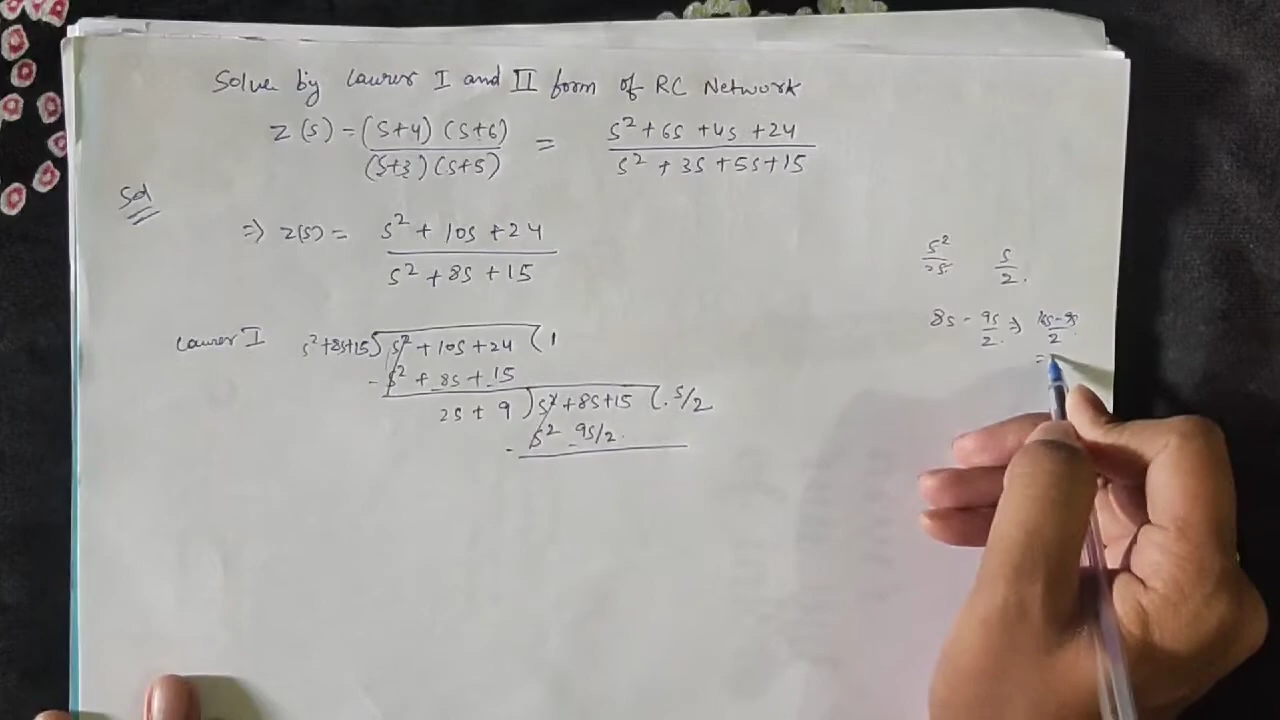 Solve by Caurer I and II form of RC Network
Z(s) - (s+4) (s+6) / (s+3) (s+5) = s² + 6s + 4s + 24 / s² + 3s + 5s + 15
Sol
⇒ Z(s) = s² + 10s + 24 / s² + 8s + 15
Caurer I s²+8s+15) s² + 10s + 24 ( 1
- s² + 8s + 15
2s + 9 ) s² + 8s + 15 ( . s/2
- s² 9s/2.
s²/2s s/2.
8s - 9s/2 ⇒ 16s-9s/2
=